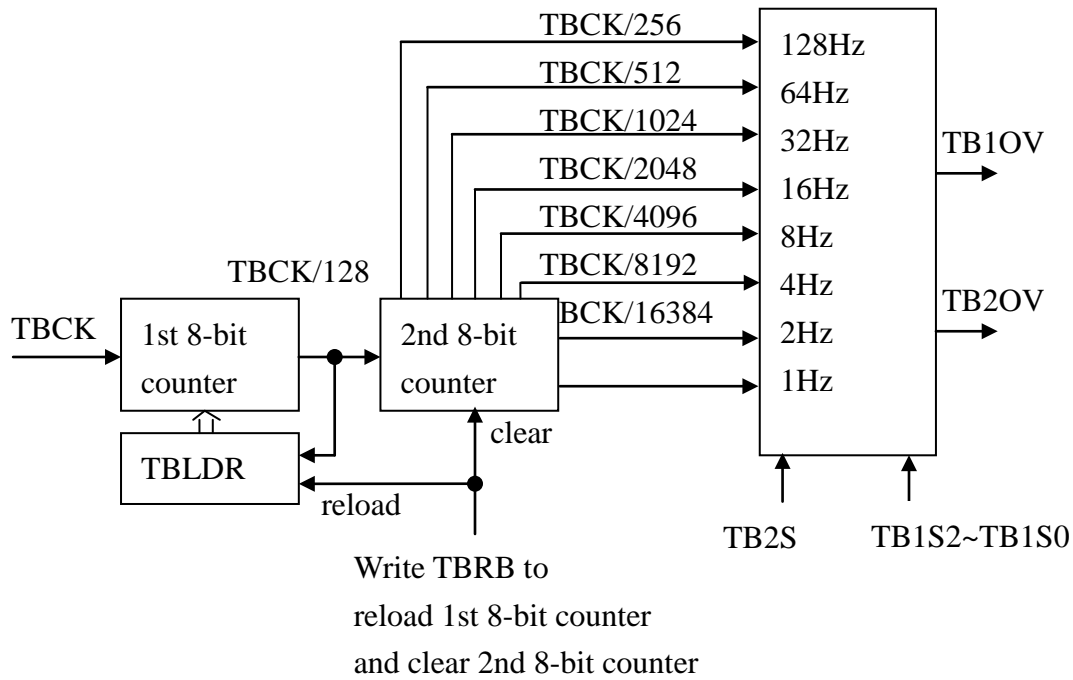 TBCK/256
128Hz
TBCK/512
64Hz
TBCK/1024
32Hz
TB1OV
TBCK/2048
16Hz
TBCK/4096
8Hz
TBCK/128
TBCK/8192
4Hz
TB2OV
TBCK
1st 8-bit
counter
2nd 8-bit
counter
BCK/16384
2Hz
1Hz
clear
TBLDR
reload
TB2S
TB1S2~TB1S0
Write TBRB to
reload 1st 8-bit counter
and clear 2nd 8-bit counter